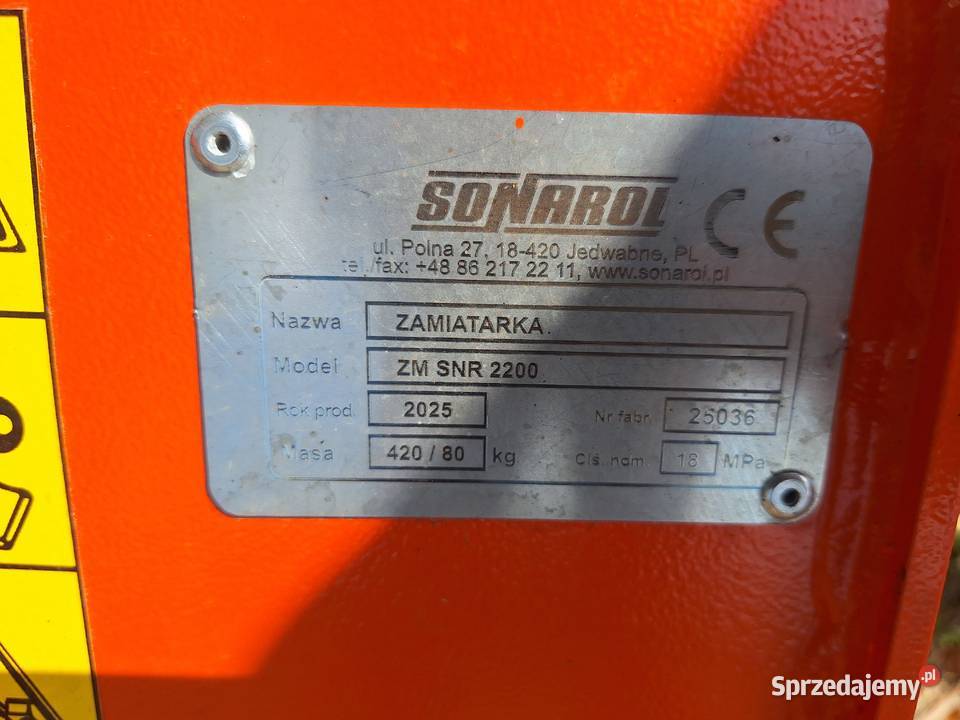 SONAROL CE
ul. Polna 27, 18-420 Jedwabne, PL
tel./fax: +48 86 217 22 11, www.sonarol.pl
Nazwa ZAMIATARKA
Model ZM SNR 2200
Rok prod. 2025 Nr fabr. 25036
Masa 420 / 80 kg Ciś. nom. 18 MPa
Sprzedajemy.pl